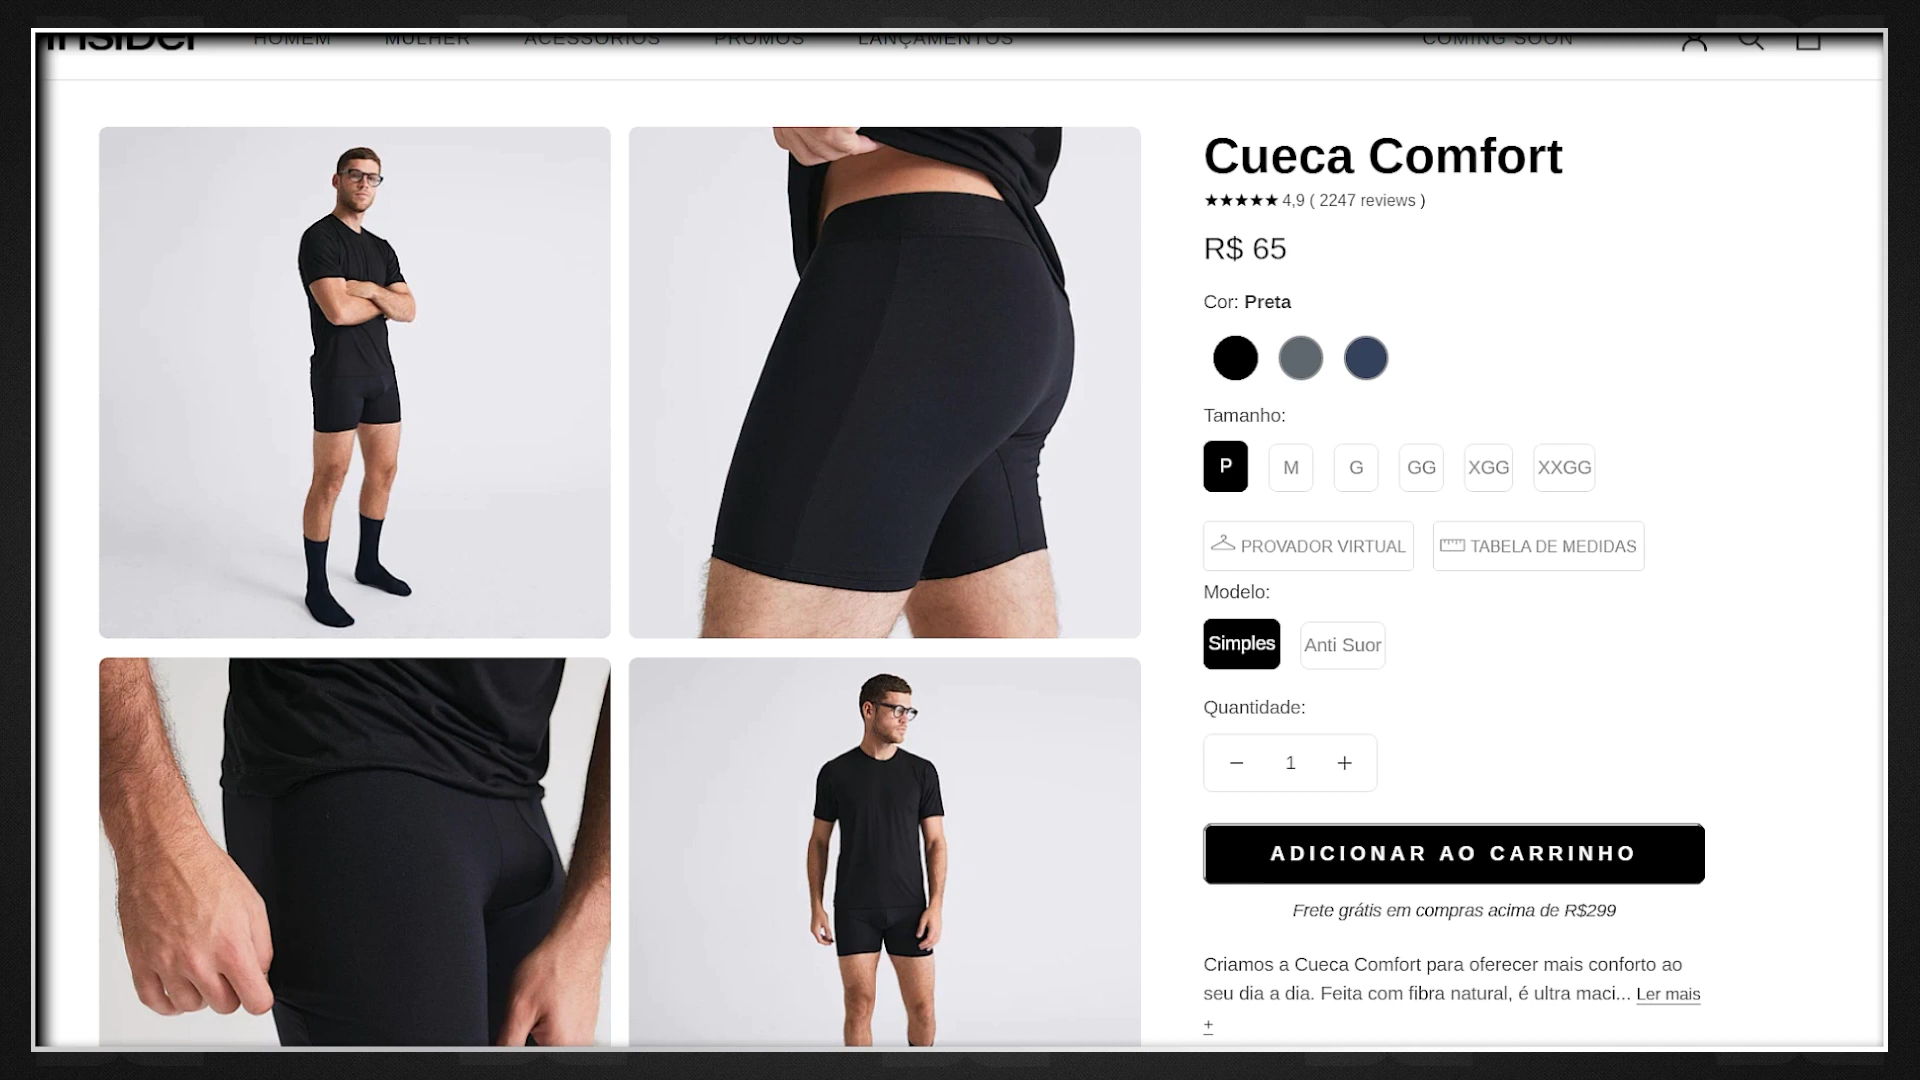 Insider HOMEM MULHER ACESSÓRIOS PROMOS LANÇAMENTOS COMING SOON
Cueca Comfort
★★★★★ 4,9 ( 2247 reviews )
R$ 65
Cor: Preta
Tamanho:
P M G GG XGG XXGG
PROVADOR VIRTUAL TABELA DE MEDIDAS
Modelo:
Simples Anti Suor
Quantidade:
− 1 +
ADICIONAR AO CARRINHO
Frete grátis em compras acima de R$299
Criamos a Cueca Comfort para oferecer mais conforto ao
seu dia a dia. Feita com fibra natural, é ultra maci... Ler mais
+